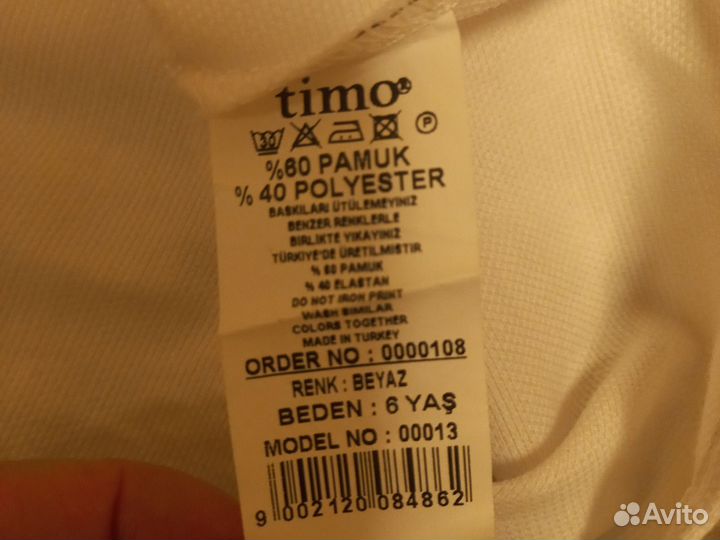 timo
30 P
%60 PAMUK
% 40 POLYESTER
BASKILARI ÜTÜLEMEYİNİZ
BENZER RENKLERLE
BİRLİKTE YIKAYINIZ
TÜRKİYE'DE ÜRETİLMİŞTİR
% 60 PAMUK
% 40 ELASTAN
DO NOT IRON PRINT
WASH SIMILAR
COLORS TOGETHER
MADE IN TURKEY
ORDER NO : 0000108
RENK : BEYAZ
BEDEN : 6 YAŞ
MODEL NO : 00013
9 002120 084862
Avito